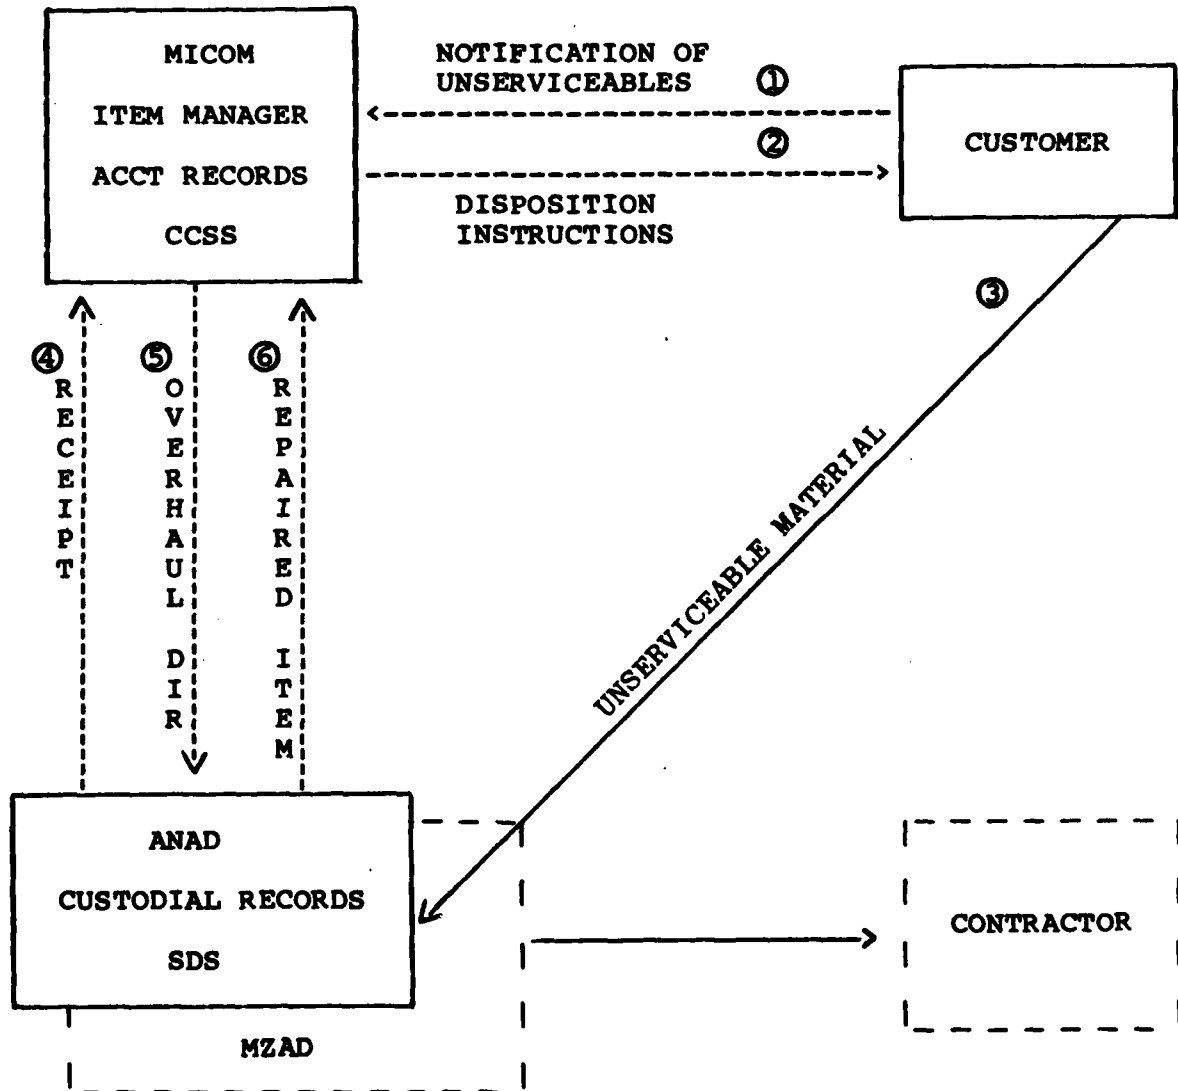 MICOM
ITEM MANAGER
ACCT RECORDS
CCSS
NOTIFICATION OF
UNSERVICEABLES
①
②
DISPOSITION
INSTRUCTIONS
CUSTOMER
③
UNSERVICEABLE MATERIAL
④
RECEIPT
⑤
OVERHAUL DIR
⑥
REPAIRED ITEM
ANAD
CUSTODIAL RECORDS
SDS
MZAD
CONTRACTOR